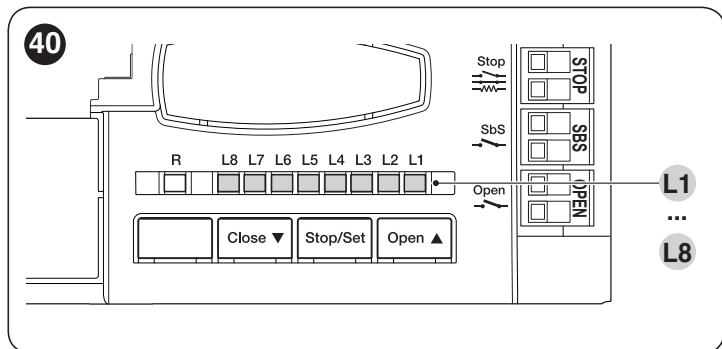 40
Stop
STOP
SbS
SBS
R L8 L7 L6 L5 L4 L3 L2 L1
Open
OPEN
L1
...
L8
Close ▼ Stop/Set Open ▲